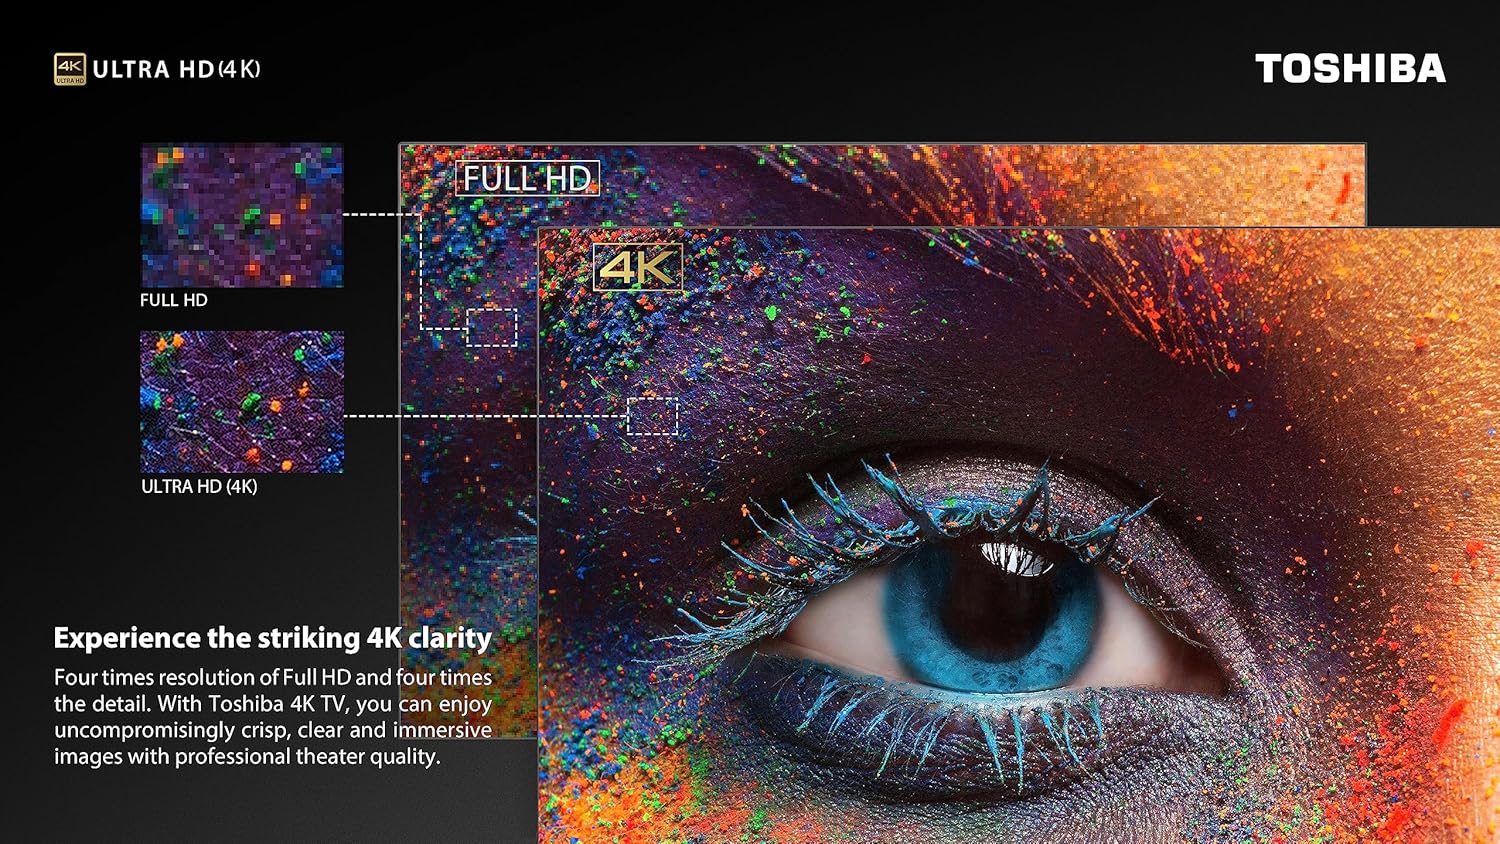 4K
ULTRA HD
ULTRA HD(4K)
TOSHIBA
FULL HD
4K
FULL HD
ULTRA HD (4K)
Experience the striking 4K clarity
Four times resolution of Full HD and four times
the detail. With Toshiba 4K TV, you can enjoy
uncompromisingly crisp, clear and immersive
images with professional theater quality.